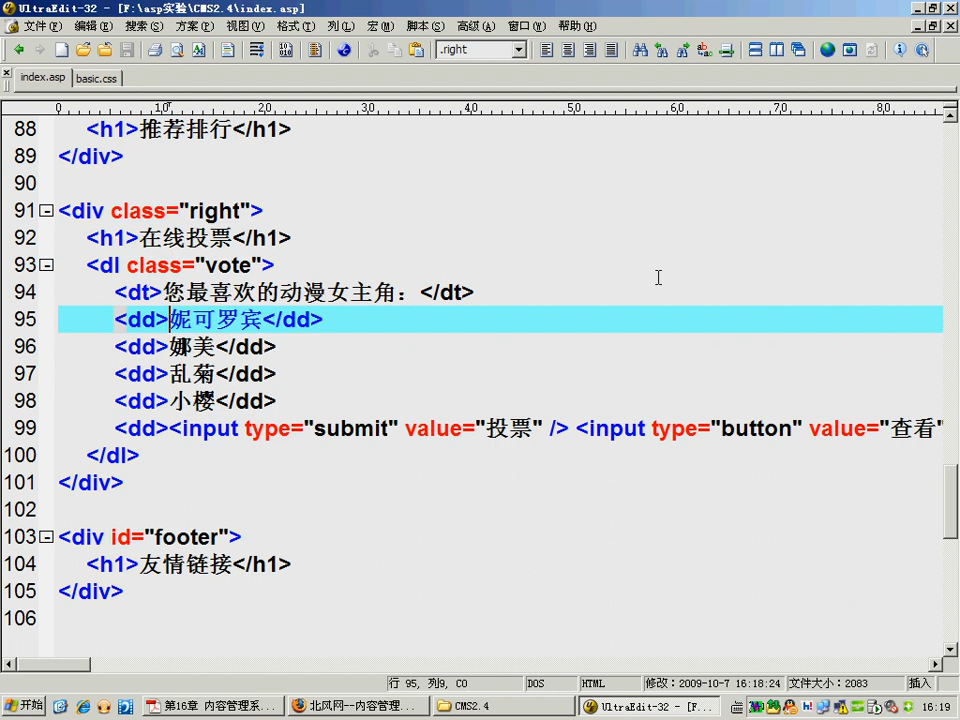 UltraEdit-32 - [F:\asp实验\CMS2.4\index.asp]
文件(F) 编辑(E) 搜索(S) 方案(P) 视图(V) 格式(T) 列(L) 宏(M) 脚本(S) 高级(A) 窗口(W) 帮助(H)
.right
index.asp basic.css
0 10 20 30 40 50 60 70 80
88 <h1>推荐排行</h1>
89 </div>
90
91 <div class="right">
92 <h1>在线投票</h1>
93 <dl class="vote">
94 <dt>您最喜欢的动漫女主角：</dt>
95 <dd>妮可罗宾</dd>
96 <dd>娜美</dd>
97 <dd>乱菊</dd>
98 <dd>小樱</dd>
99 <dd><input type="submit" value="投票" /> <input type="button" value="查看"
100 </dl>
101 </div>
102
103 <div id="footer">
104 <h1>友情链接</h1>
105 </div>
106
行 95, 列9, C0 DOS HTML 修改：2009-10-7 16:18:24 文件大小：2083 插入
开始 第16章 内容管理系... 北风网--内容管理... CMS2.4 UltraEdit-32 - [F... 16:19